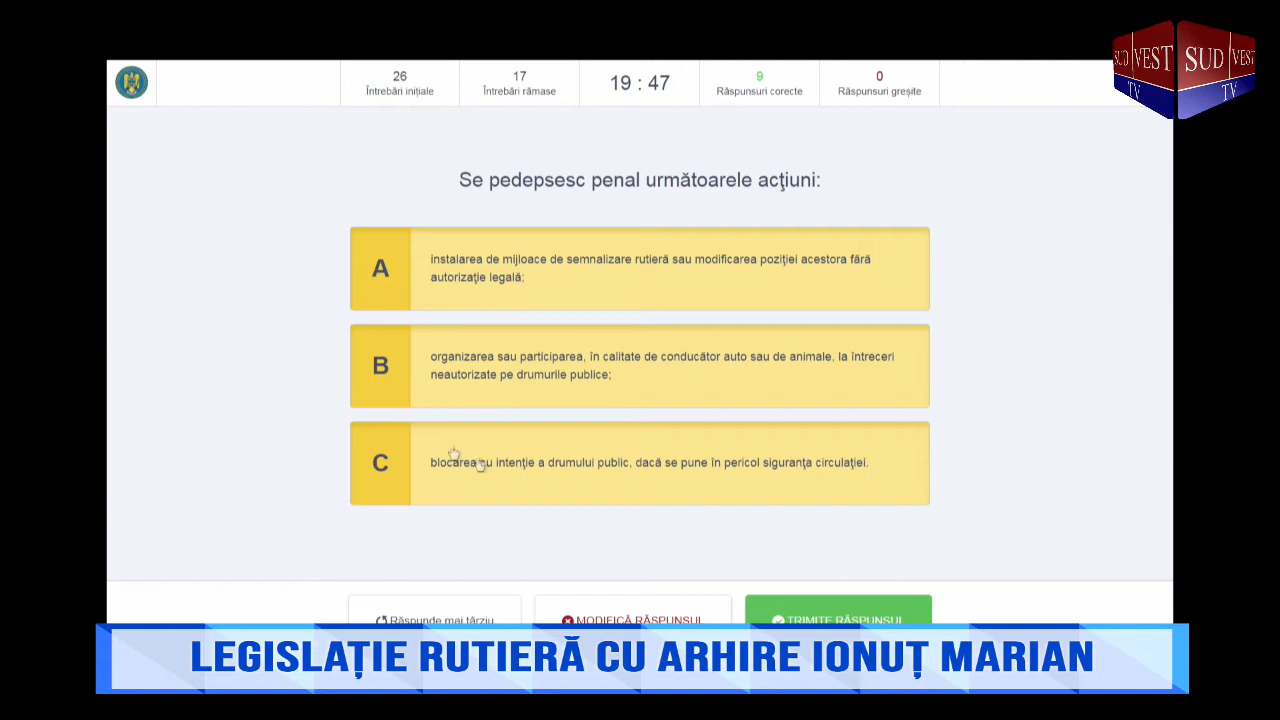 SUD VEST SUD VEST
TV TV
26 17 19 : 47 9 0
Întrebări inițiale Întrebări rămase Răspunsuri corecte Răspunsuri greșite
Se pedepsesc penal următoarele acţiuni:
A
instalarea de mijloace de semnalizare rutieră sau modificarea poziţiei acestora fără
autorizaţie legală;
B
organizarea sau participarea, în calitate de conducător auto sau de animale, la întreceri
neautorizate pe drumurile publice;
C
blocarea cu intenţie a drumului public, dacă se pune în pericol siguranţa circulaţiei.
Răspunde mai târziu MODIFICĂ RĂSPUNSUL TRIMITE RĂSPUNSUL
LEGISLAȚIE RUTIERĂ CU ARHIRE IONUȚ MARIAN